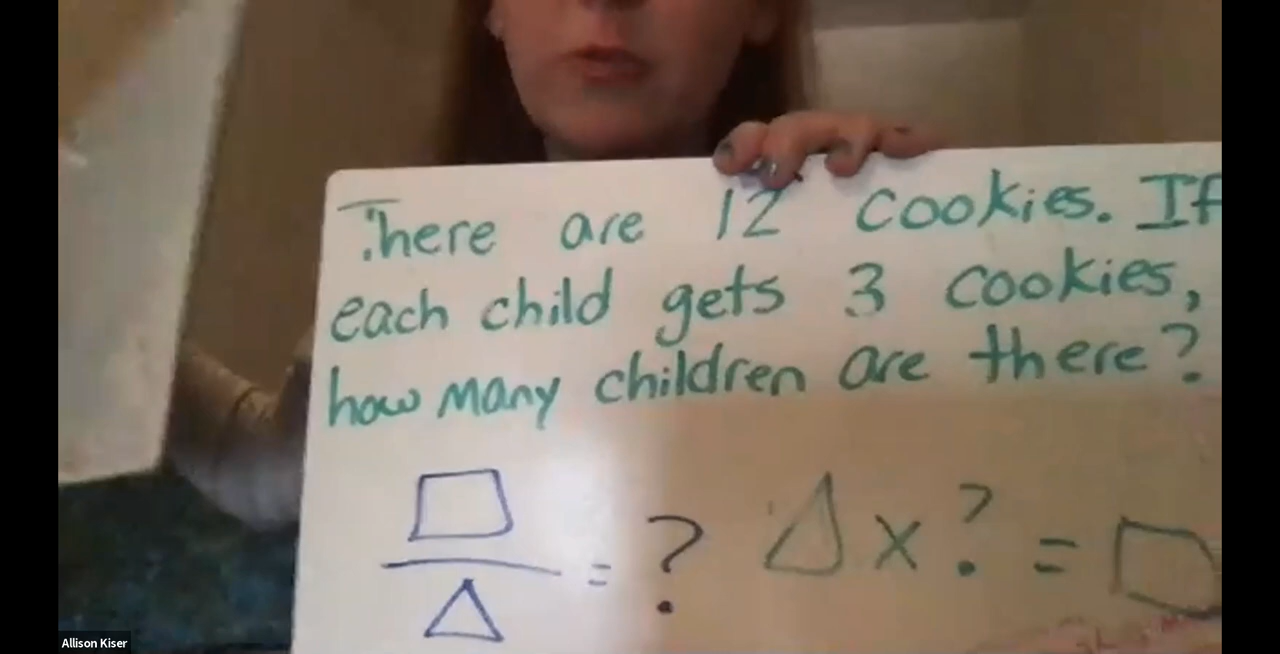 There are 12 cookies. If
each child gets 3 cookies,
how many children are there?
□
—— = ?
△
△ x ? = □
Allison Kiser